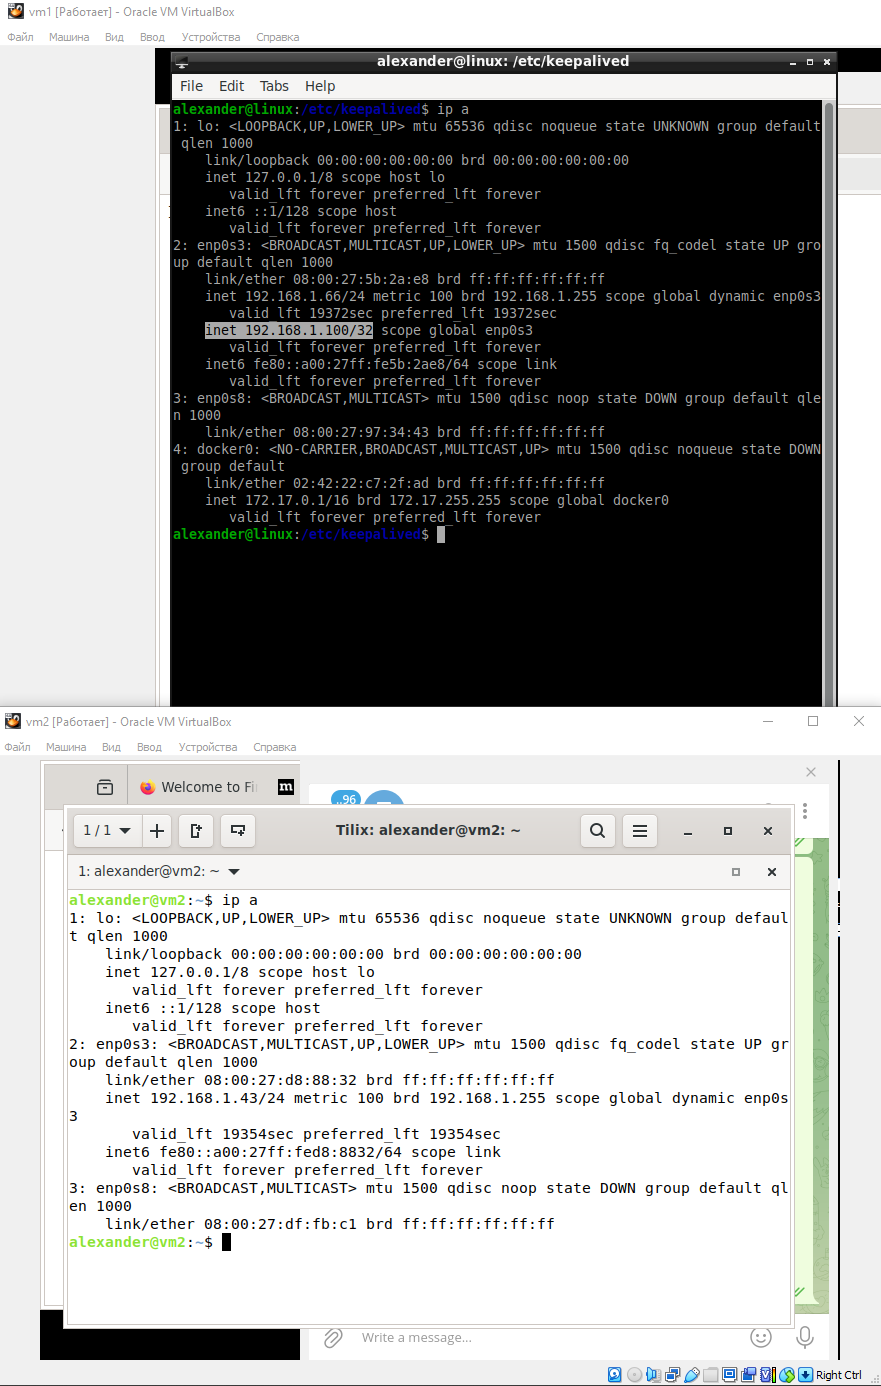 vm1 [Работает] - Oracle VM VirtualBox
Файл Машина Вид Ввод Устройства Справка
alexander@linux: /etc/keepalived
File Edit Tabs Help
alexander@linux:/etc/keepalived$ ip a
1: lo: <LOOPBACK,UP,LOWER_UP> mtu 65536 qdisc noqueue state UNKNOWN group default
 qlen 1000
    link/loopback 00:00:00:00:00:00 brd 00:00:00:00:00:00
    inet 127.0.0.1/8 scope host lo
       valid_lft forever preferred_lft forever
    inet6 ::1/128 scope host
       valid_lft forever preferred_lft forever
2: enp0s3: <BROADCAST,MULTICAST,UP,LOWER_UP> mtu 1500 qdisc fq_codel state UP gro
up default qlen 1000
    link/ether 08:00:27:5b:2a:e8 brd ff:ff:ff:ff:ff:ff
    inet 192.168.1.66/24 metric 100 brd 192.168.1.255 scope global dynamic enp0s3
       valid_lft 19372sec preferred_lft 19372sec
    inet 192.168.1.100/32 scope global enp0s3
       valid_lft forever preferred_lft forever
    inet6 fe80::a00:27ff:fe5b:2ae8/64 scope link
       valid_lft forever preferred_lft forever
3: enp0s8: <BROADCAST,MULTICAST> mtu 1500 qdisc noop state DOWN group default qle
n 1000
    link/ether 08:00:27:97:34:43 brd ff:ff:ff:ff:ff:ff
4: docker0: <NO-CARRIER,BROADCAST,MULTICAST,UP> mtu 1500 qdisc noqueue state DOWN
 group default
    link/ether 02:42:22:c7:2f:ad brd ff:ff:ff:ff:ff:ff
    inet 172.17.0.1/16 brd 172.17.255.255 scope global docker0
       valid_lft forever preferred_lft forever
alexander@linux:/etc/keepalived$
vm2 [Работает] - Oracle VM VirtualBox
Файл Машина Вид Ввод Устройства Справка
Welcome to Fi m
..96
1 / 1 Tilix: alexander@vm2: ~
1: alexander@vm2: ~
alexander@vm2:~$ ip a
1: lo: <LOOPBACK,UP,LOWER_UP> mtu 65536 qdisc noqueue state UNKNOWN group defaul
t qlen 1000
    link/loopback 00:00:00:00:00:00 brd 00:00:00:00:00:00
    inet 127.0.0.1/8 scope host lo
       valid_lft forever preferred_lft forever
    inet6 ::1/128 scope host
       valid_lft forever preferred_lft forever
2: enp0s3: <BROADCAST,MULTICAST,UP,LOWER_UP> mtu 1500 qdisc fq_codel state UP gr
oup default qlen 1000
    link/ether 08:00:27:d8:88:32 brd ff:ff:ff:ff:ff:ff
    inet 192.168.1.43/24 metric 100 brd 192.168.1.255 scope global dynamic enp0s
3
       valid_lft 19354sec preferred_lft 19354sec
    inet6 fe80::a00:27ff:fed8:8832/64 scope link
       valid_lft forever preferred_lft forever
3: enp0s8: <BROADCAST,MULTICAST> mtu 1500 qdisc noop state DOWN group default ql
en 1000
    link/ether 08:00:27:df:fb:c1 brd ff:ff:ff:ff:ff:ff
alexander@vm2:~$
Write a message...
Right Ctrl